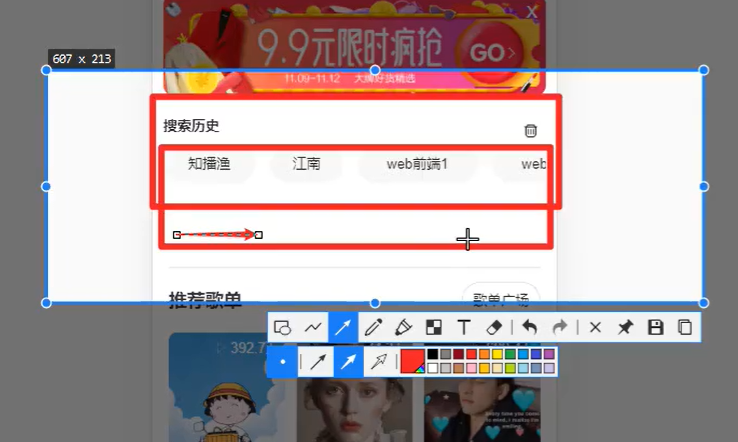 X
9.9元限时疯抢
GO>
607 x 213
11.09-11.12 大牌好货精选
搜索历史
知播渔
江南
web前端1
web
推荐歌单
歌单广场
T
392.7